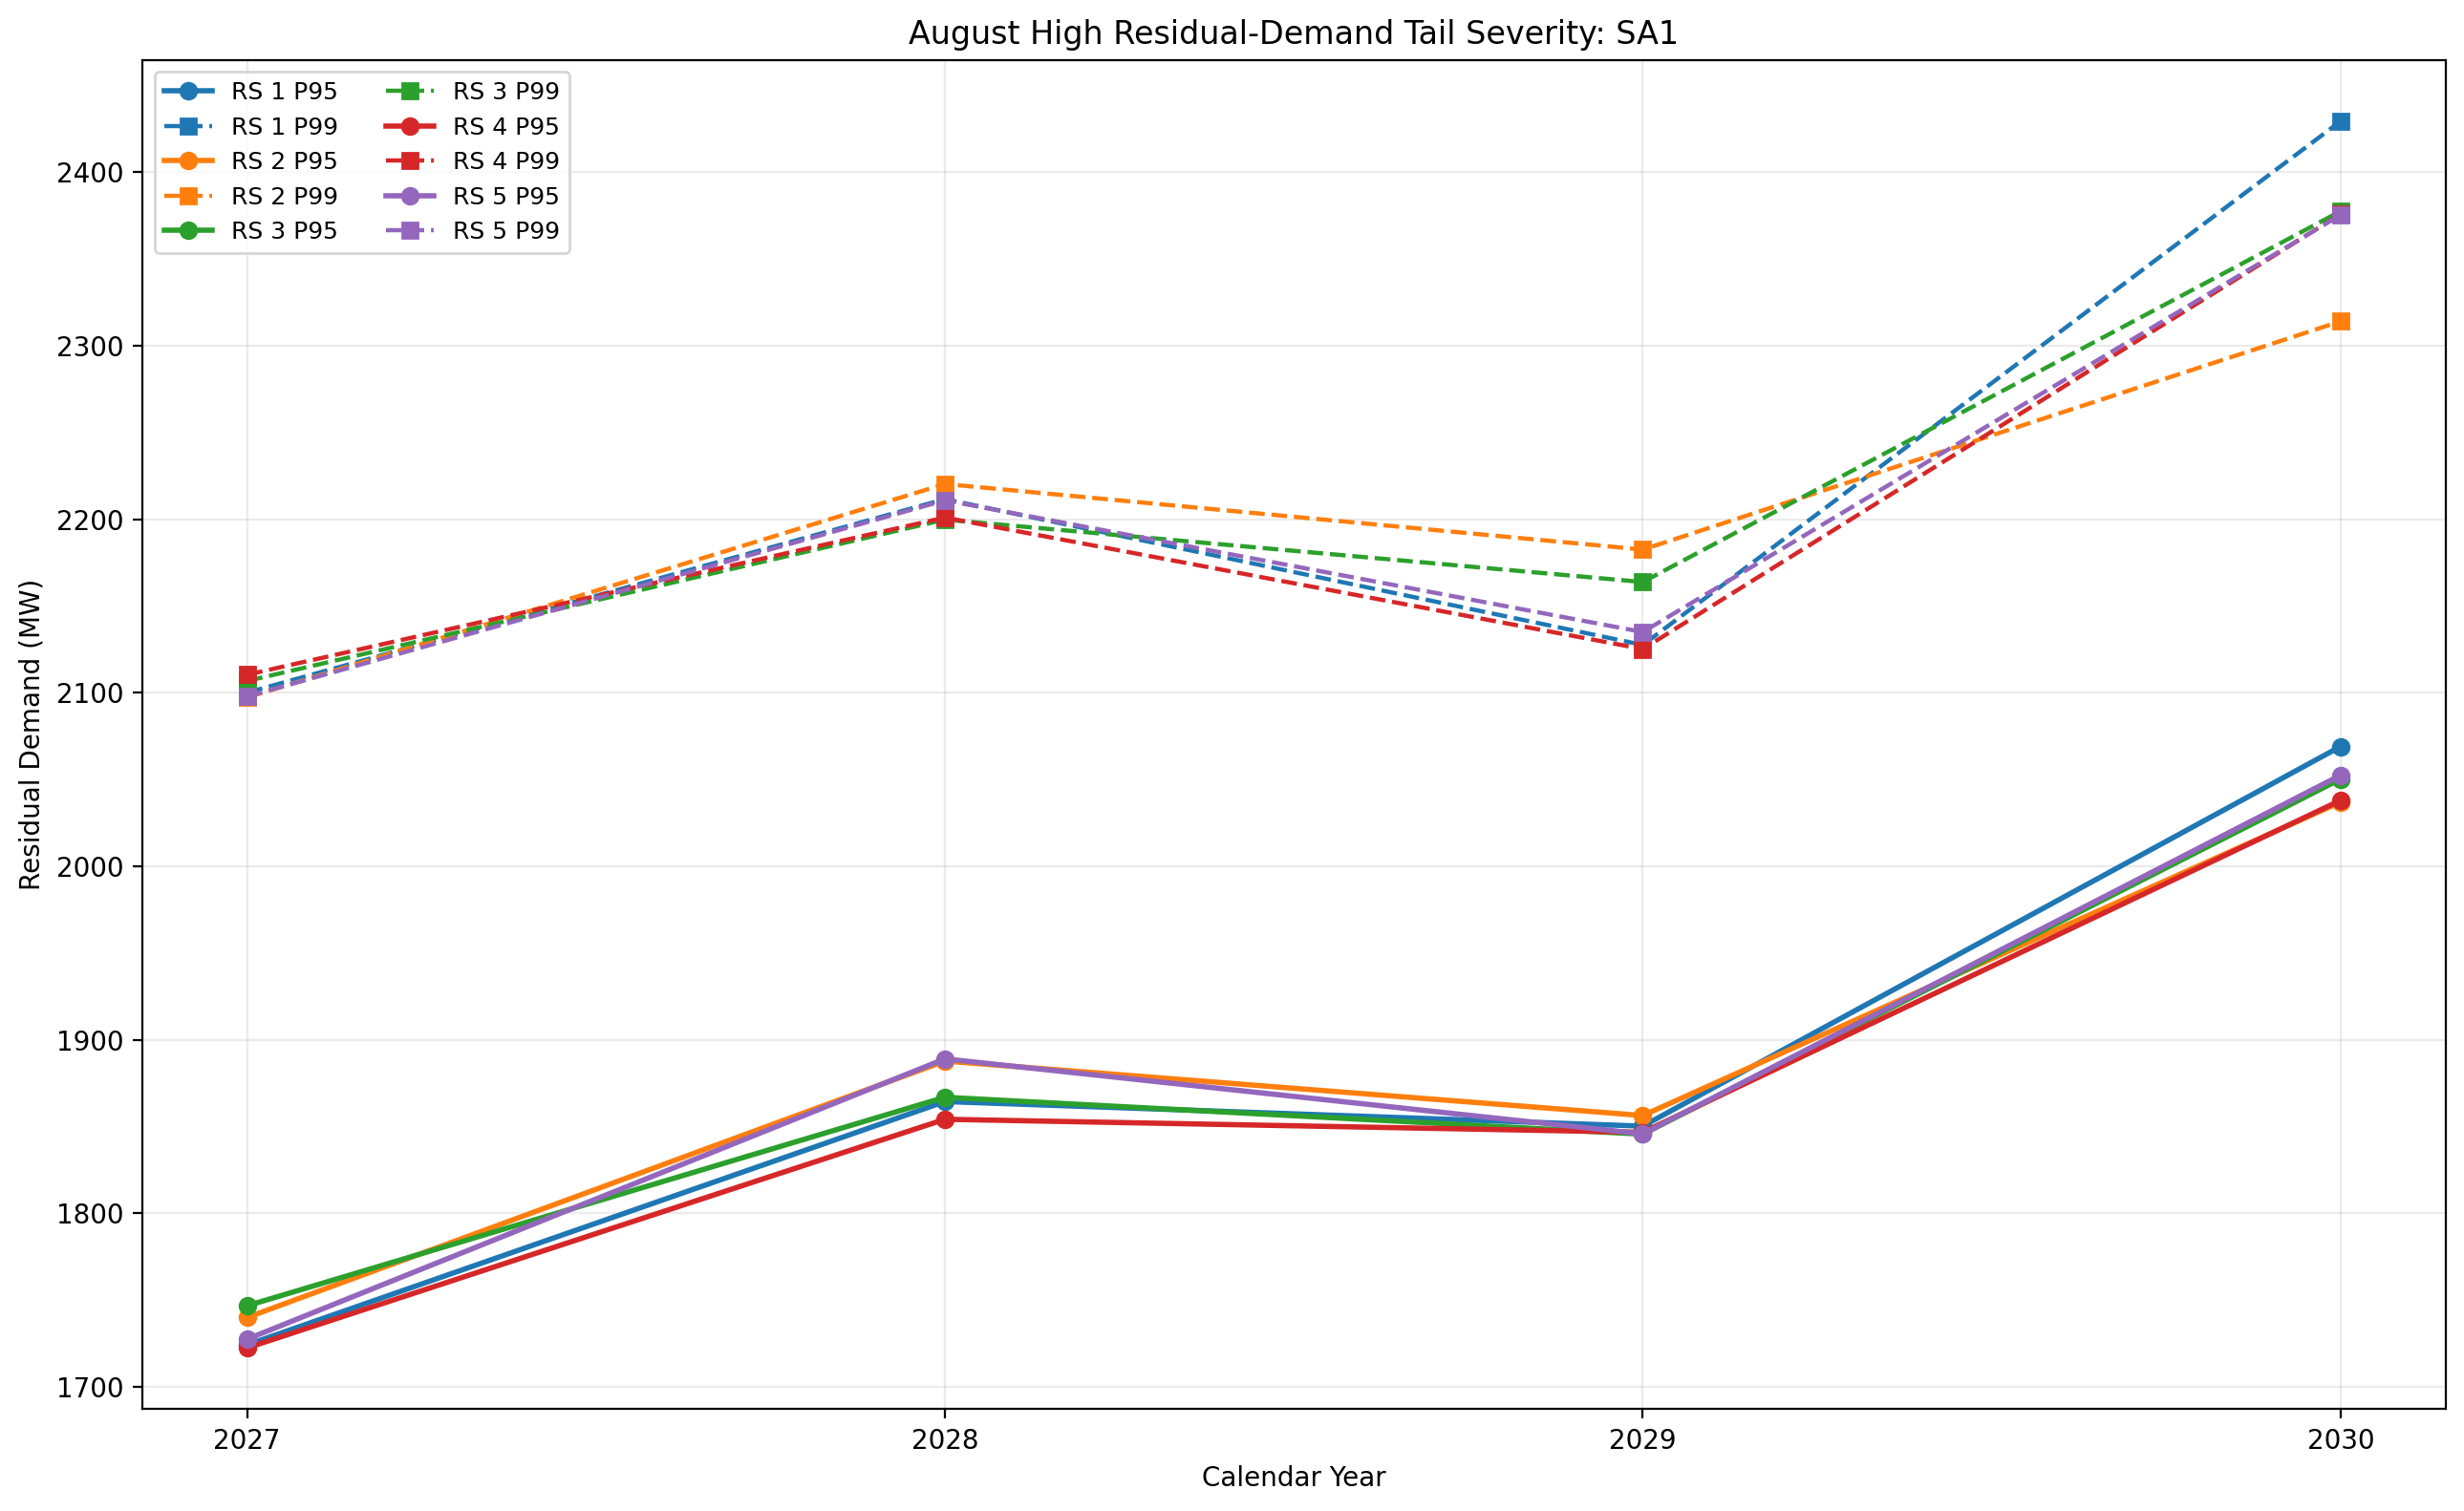 August High Residual-Demand Tail Severity: SA1
RS 1 P95
RS 1 P99
RS 2 P95
RS 2 P99
RS 3 P95
RS 3 P99
RS 4 P95
RS 4 P99
RS 5 P95
RS 5 P99
Residual Demand (MW)
2400
2300
2200
2100
2000
1900
1800
1700
2027
2028
2029
2030
Calendar Year